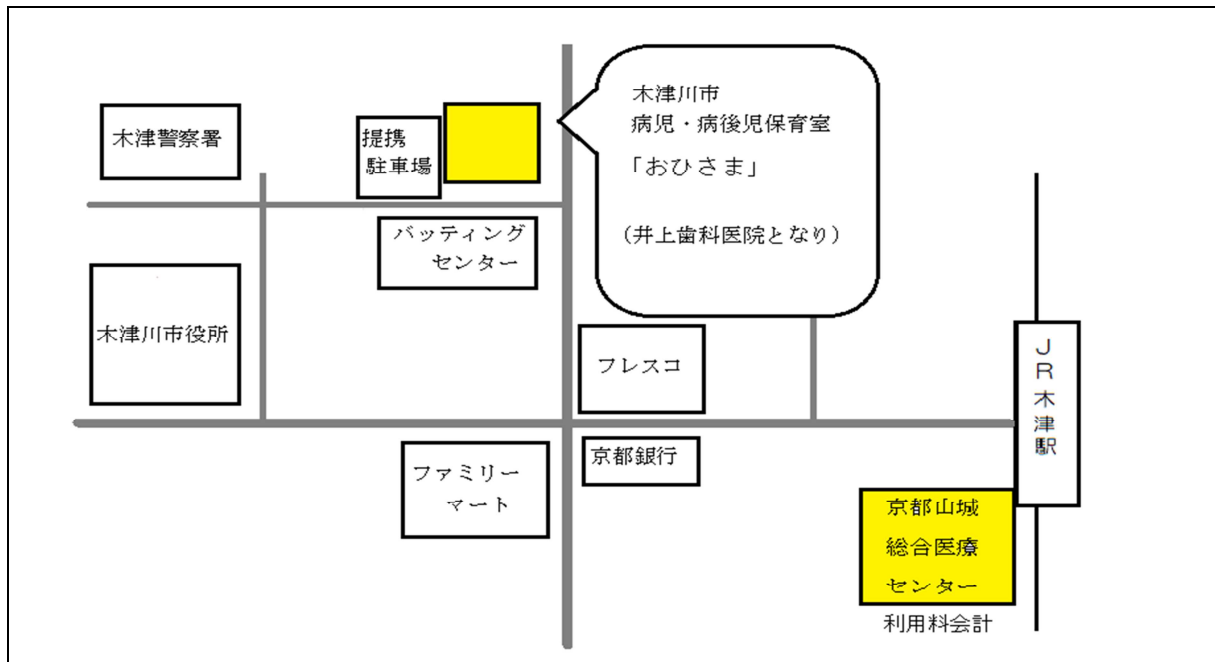 木津川市
病児・病後児保育室
「おひさま」
(井上歯科医院となり)
木津警察署
提携
駐車場
バッティング
センター
木津川市役所
フレスコ
JR木津駅
ファミリー
マート
京都銀行
京都山城
総合医療
センター
利用料会計